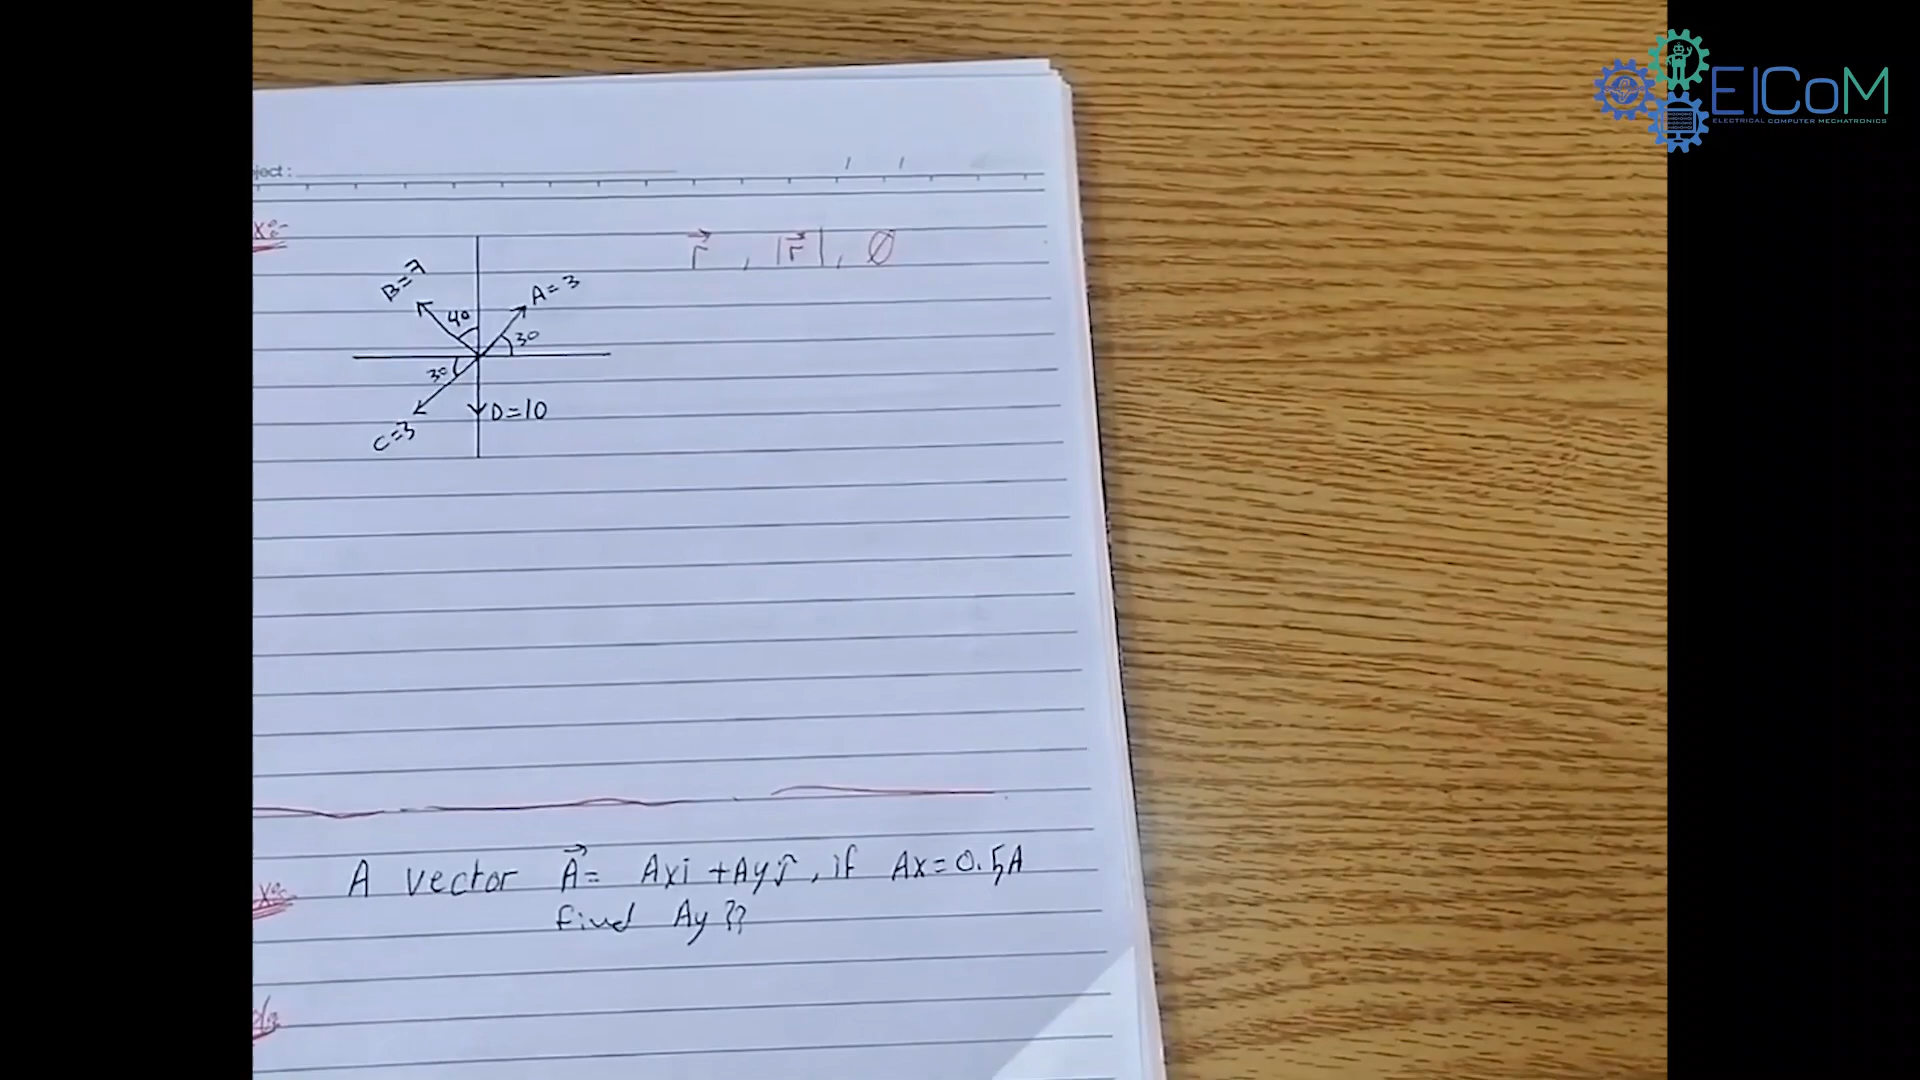 EICoM
ELECTRICAL COMPUTER MECHATRONICS
ject :
/ /
x:-
r⃗ , |r⃗|, Ø
B=7
A=3
40
30
30
D=10
C=3
A vector A⃗= Axi +Ayj, if Ax=0.5A
find Ay??